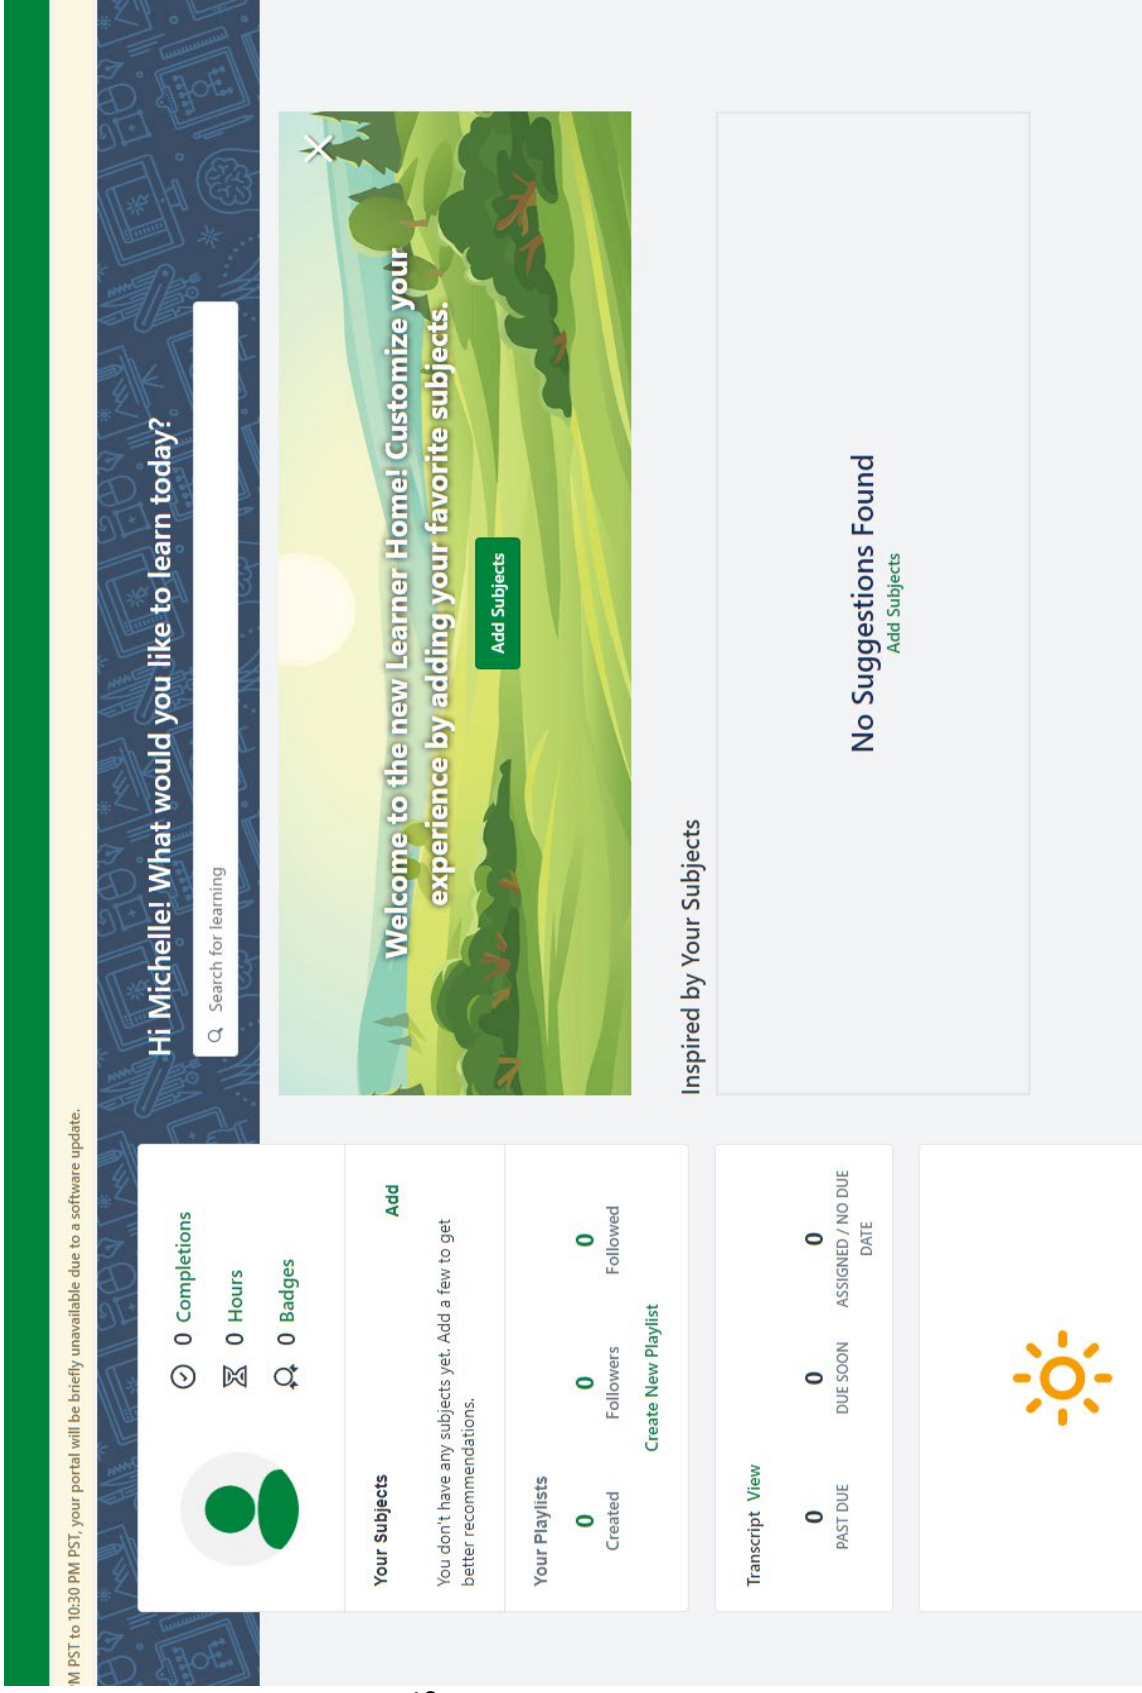 PM PST to 10:30 PM PST, your portal will be briefly unavailable due to a software update.
Hi Michelle! What would you like to learn today?
Search for learning
0 Completions
0 Hours
0 Badges
Your Subjects
Add
You don't have any subjects yet. Add a few to get
better recommendations.
Your Playlists
0 0 0
Created Followers Followed
Create New Playlist
Transcript View
0 0 0
PAST DUE DUE SOON ASSIGNED / NO DUE
DATE
Welcome to the new Learner Home! Customize your
experience by adding your favorite subjects.
Add Subjects
Inspired by Your Subjects
No Suggestions Found
Add Subjects